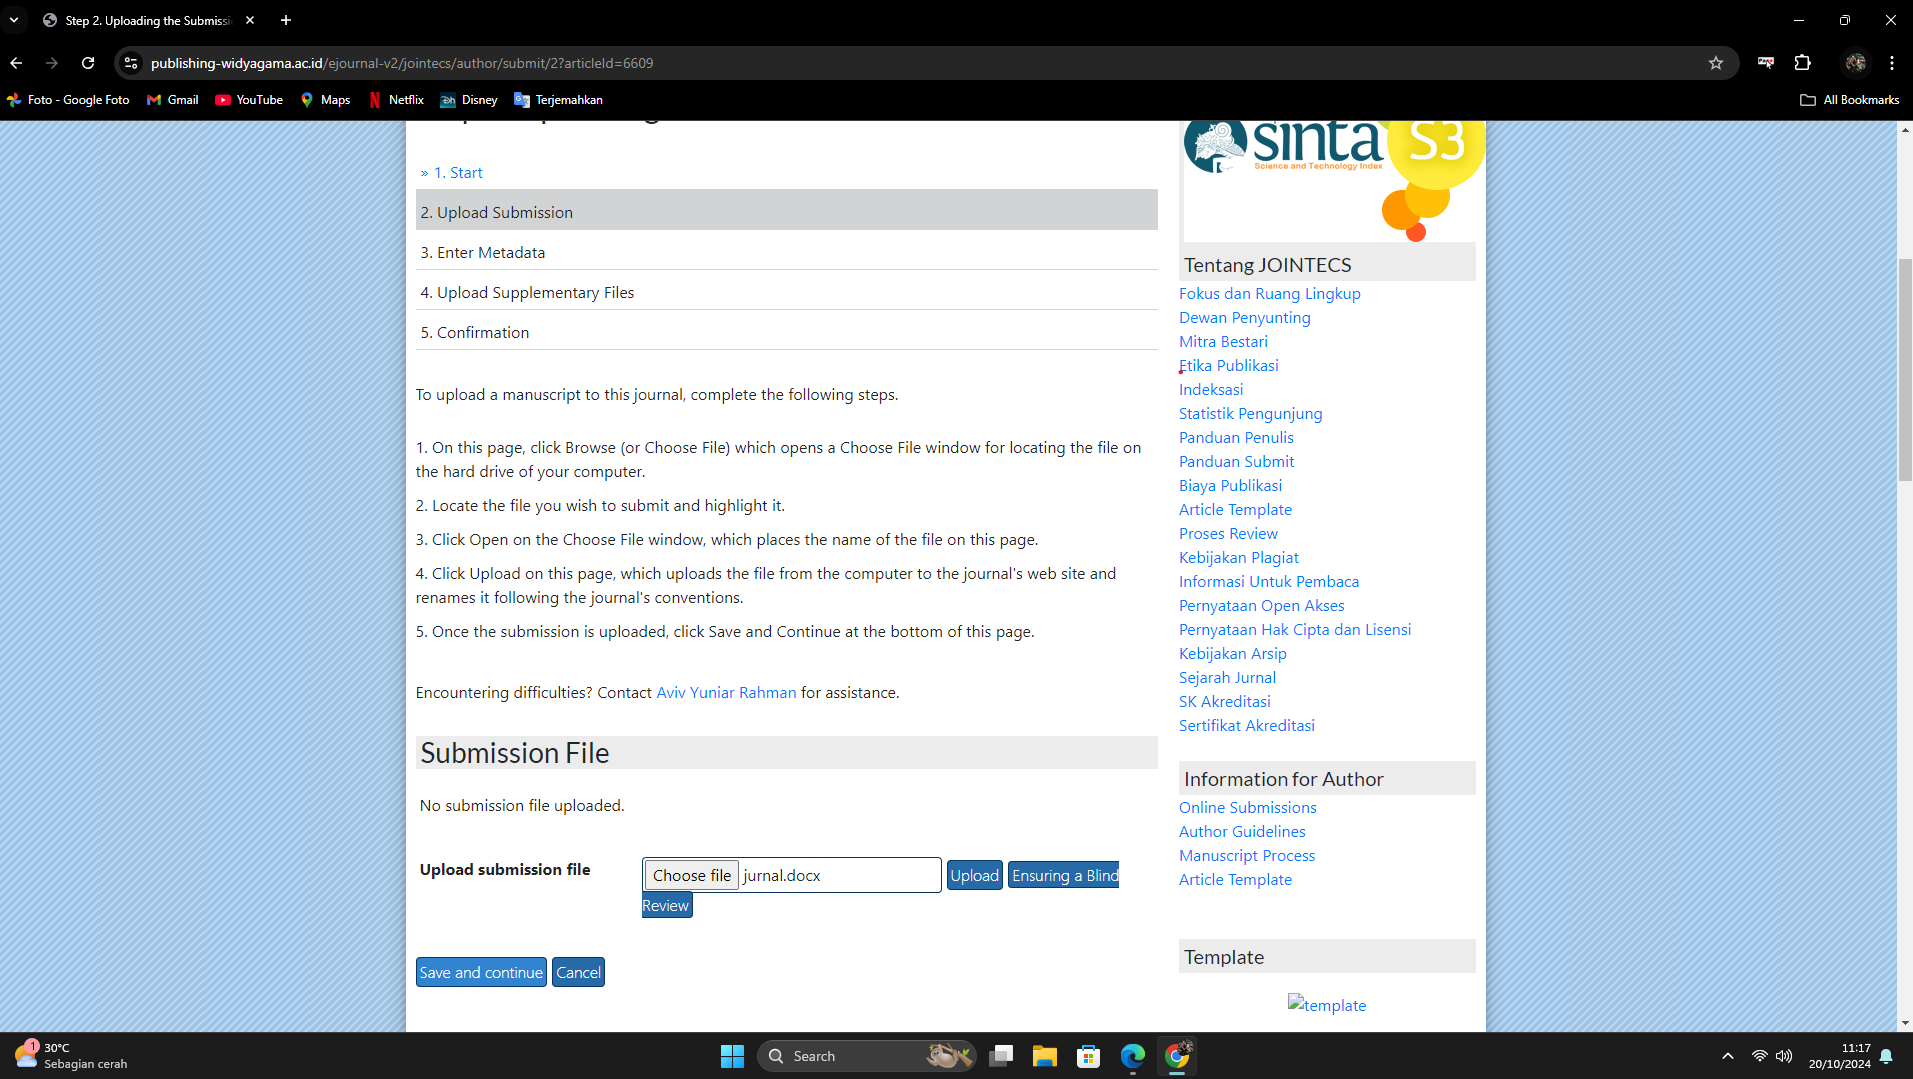 Step 2. Uploading the Submissi
publishing-widyagama.ac.id/ejournal-v2/jointecs/author/submit/2?articleId=6609
Foto - Google Foto
Gmail
YouTube
Maps
Netflix
Disney
Terjemahkan
All Bookmarks
» 1. Start
2. Upload Submission
3. Enter Metadata
4. Upload Supplementary Files
5. Confirmation
To upload a manuscript to this journal, complete the following steps.
1. On this page, click Browse (or Choose File) which opens a Choose File window for locating the file on
the hard drive of your computer.
2. Locate the file you wish to submit and highlight it.
3. Click Open on the Choose File window, which places the name of the file on this page.
4. Click Upload on this page, which uploads the file from the computer to the journal's web site and
renames it following the journal's conventions.
5. Once the submission is uploaded, click Save and Continue at the bottom of this page.
Encountering difficulties? Contact Aviv Yuniar Rahman for assistance.
Submission File
No submission file uploaded.
Upload submission file
Choose file jurnal.docx
Upload
Ensuring a Blind
Review
Save and continue
Cancel
sinta
Science and Technology Index
S3
Tentang JOINTECS
Fokus dan Ruang Lingkup
Dewan Penyunting
Mitra Bestari
Etika Publikasi
Indeksasi
Statistik Pengunjung
Panduan Penulis
Panduan Submit
Biaya Publikasi
Article Template
Proses Review
Kebijakan Plagiat
Informasi Untuk Pembaca
Pernyataan Open Akses
Pernyataan Hak Cipta dan Lisensi
Kebijakan Arsip
Sejarah Jurnal
SK Akreditasi
Sertifikat Akreditasi
Information for Author
Online Submissions
Author Guidelines
Manuscript Process
Article Template
Template
template
1
30°C
Sebagian cerah
Search
11:17
20/10/2024